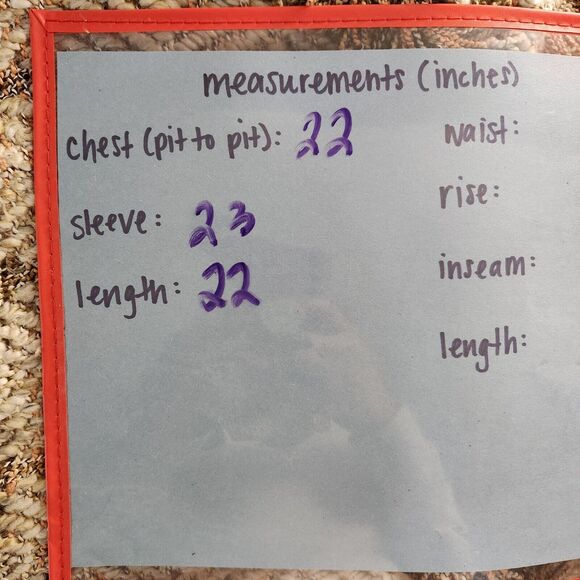 measurements (inches)
chest (pit to pit): 22
sleeve: 23
length: 22
waist:
rise:
inseam:
length: